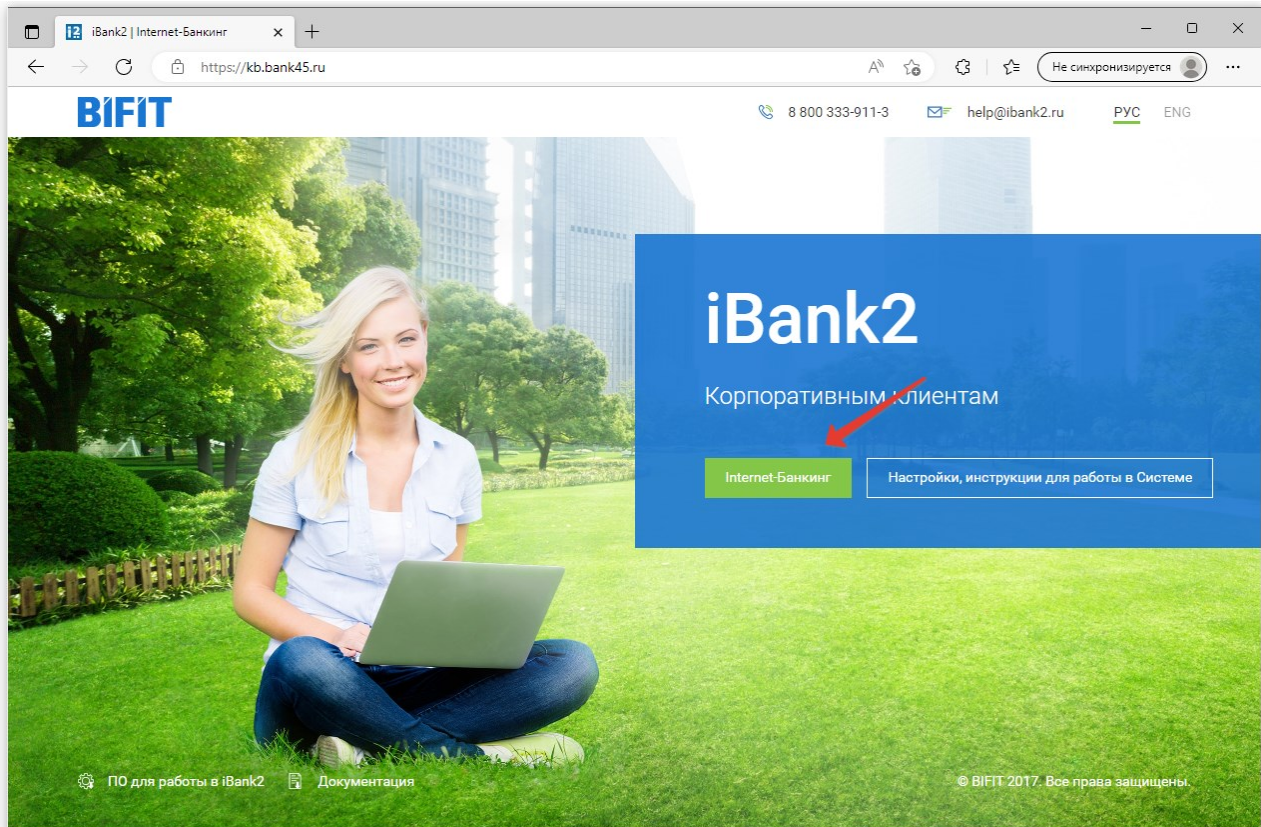 iBank2 | Internet-Банкинг
https://kb.bank45.ru
Не синхронизируется
BIFIT
8 800 333-911-3
help@ibank2.ru
РУС
ENG
iBank2
Корпоративным клиентам
Internet-Банкинг
Настройки, инструкции для работы в Системе
ПО для работы в iBank2
Документация
© BIFIT 2017. Все права защищены.